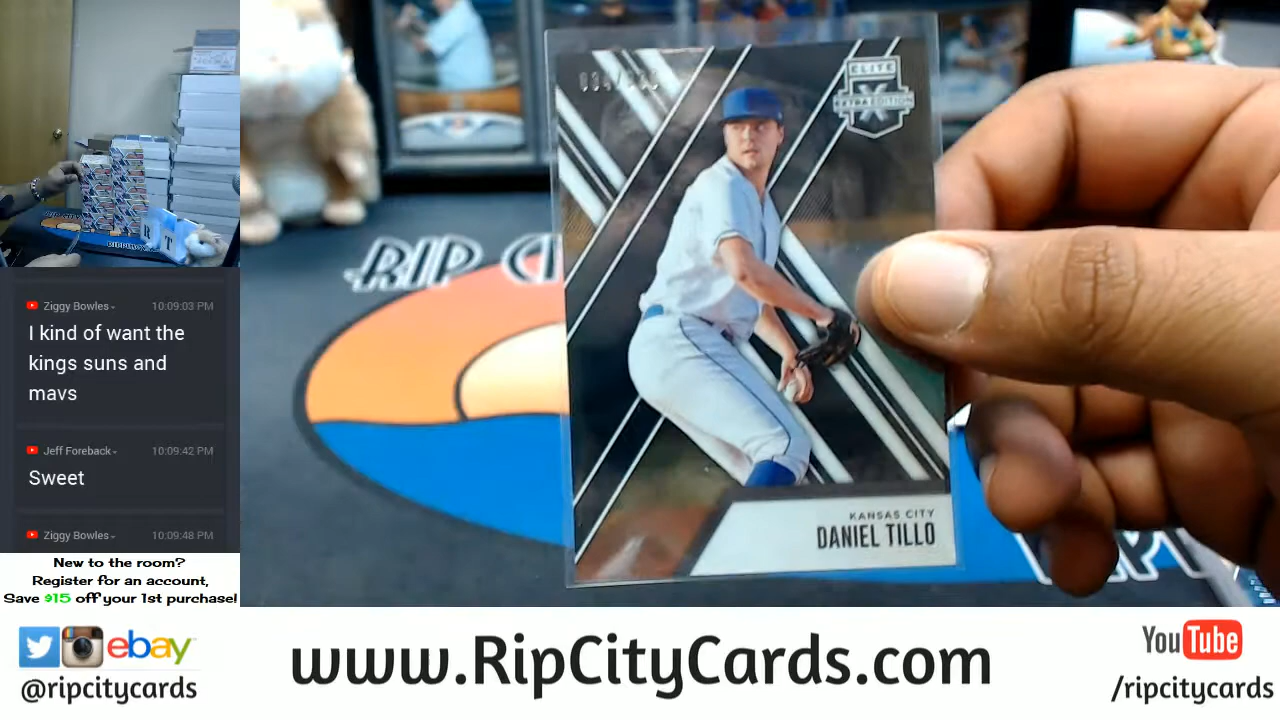 Ziggy Bowles 10:09:03 PM
I kind of want the
kings suns and
mavs
Jeff Foreback 10:09:42 PM
Sweet
Ziggy Bowles 10:09:48 PM
New to the room?
Register for an account,
Save $15 off your 1st purchase!
RIP CI
ELITE
EXTRA EDITION
X
KANSAS CITY
DANIEL TILLO
ebay
@ripcitycards
www.RipCityCards.com
YouTube
/ripcitycards